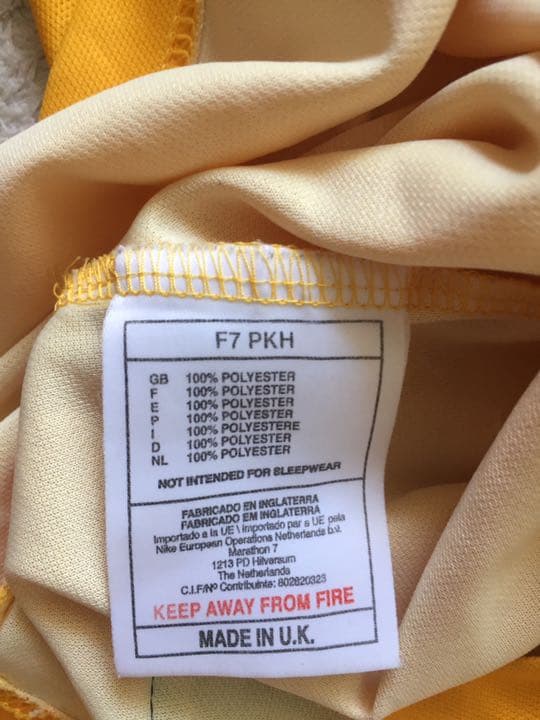 F7 PKH
GB 100% POLYESTER
F 100% POLYESTER
E 100% POLYESTER
P 100% POLYESTER
I 100% POLYESTERE
D 100% POLYESTER
NL 100% POLYESTER
NOT INTENDED FOR SLEEPWEAR
FABRICADO EN INGLATERRA
FABRICADO EM INGLATERRA
Importado a la UE \ Importado par a UE pela
Nike European Operations Netherlands b.v.
Marathon 7
1213 PD Hilversum
The Netherlands
C.I.F/Nº Contribuinte: 802820323
KEEP AWAY FROM FIRE
MADE IN U.K.